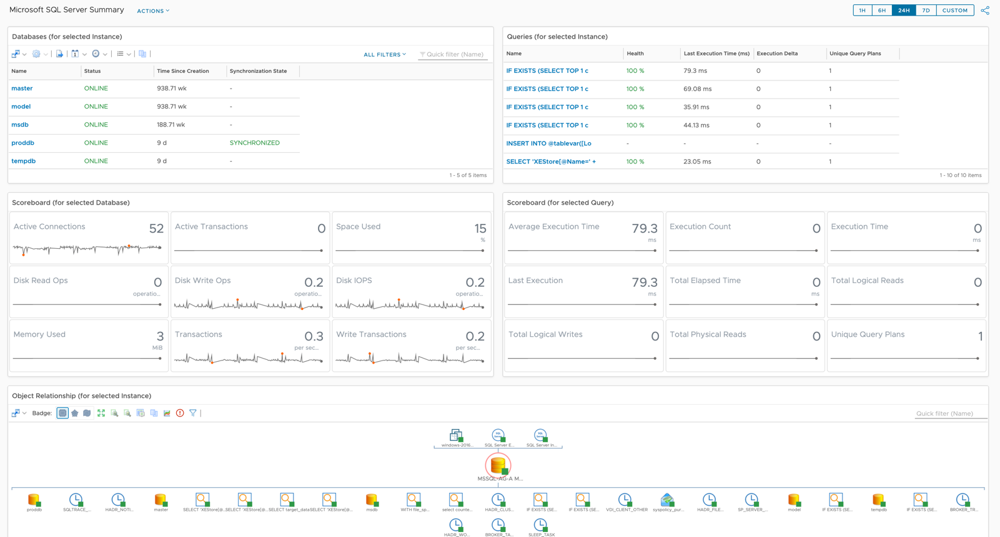 Microsoft SQL Server Summary
ACTIONS
1H 6H 24H 7D CUSTOM
Databases (for selected Instance)
ALL FILTERS
Quick filter (Name)
Name Status Time Since Creation Synchronization State
master ONLINE 938.71 wk -
model ONLINE 938.71 wk -
msdb ONLINE 188.71 wk -
proddb ONLINE 9 d SYNCHRONIZED
tempdb ONLINE 9 d -
1 - 5 of 5 items
Queries (for selected Instance)
Name Health Last Execution Time (ms) Execution Delta Unique Query Plans
IF EXISTS (SELECT TOP 1 c 100 % 79.3 ms 0 1
IF EXISTS (SELECT TOP 1 c 100 % 69.08 ms 0 1
IF EXISTS (SELECT TOP 1 c 100 % 35.91 ms 0 1
IF EXISTS (SELECT TOP 1 c 100 % 44.13 ms 0 1
INSERT INTO @tablevar([Lo - - - -
SELECT 'XEStore[@Name=' + 100 % 23.05 ms 0 1
1 - 10 of 10 items
Scoreboard (for selected Database)
Active Connections 52
Active Transactions 0
Space Used 15
%
Disk Read Ops 0
operatio...
Disk Write Ops 0.2
operatio...
Disk IOPS 0.2
operatio...
Memory Used 3
MiB
Transactions 0.3
per sec...
Write Transactions 0.2
per sec...
Scoreboard (for selected Query)
Average Execution Time 79.3
ms
Execution Count 0
Execution Time 0
ms
Last Execution 79.3
ms
Total Elapsed Time 0
ms
Total Logical Reads 0
Total Logical Writes 0
Total Physical Reads 0
Unique Query Plans 1
Object Relationship (for selected Instance)
Badge:
Quick filter (Name)
windows-2016... SQL Server E... SQL Server In...
MSSQL-AG-A M...
proddb SQLTRACE_... HADR_NOTI... master SELECT 'XEStore[@... SELECT 'XEStore[@... SELECT target_data SELECT 'XEStore[@... msdb WITH file_sp... select counte... HADR_CLUS... IF EXISTS (SE... IF EXISTS (SE... VDI_CLIENT_OTHER syspolicy_pur... HADR_FILE... SP_SERVER_... model IF EXISTS (SE... tempdb IF EXISTS (SE... BROKER_TR...
HADR_WO... BROKER_TA... SLEEP_TASK